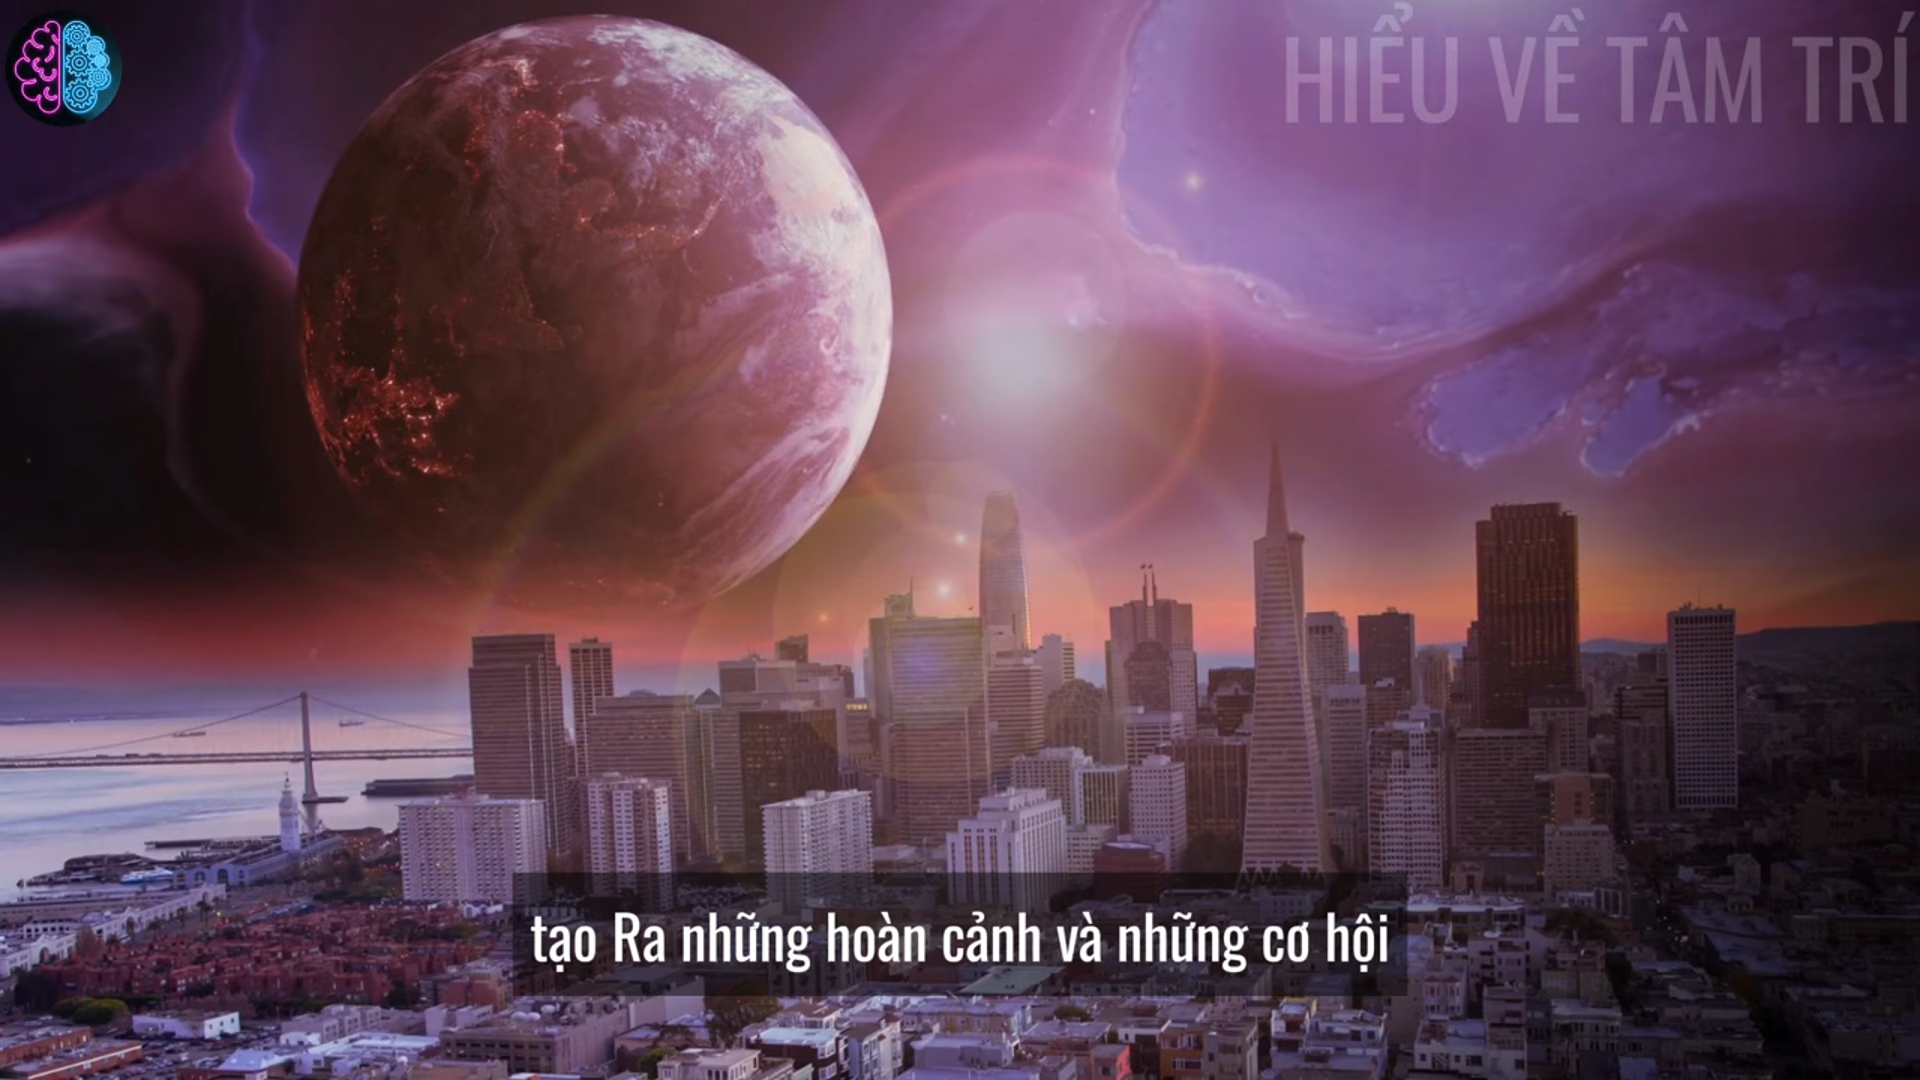 HIỂU VỀ TÂM TRÍ
tạo Ra những hoàn cảnh và những cơ hội